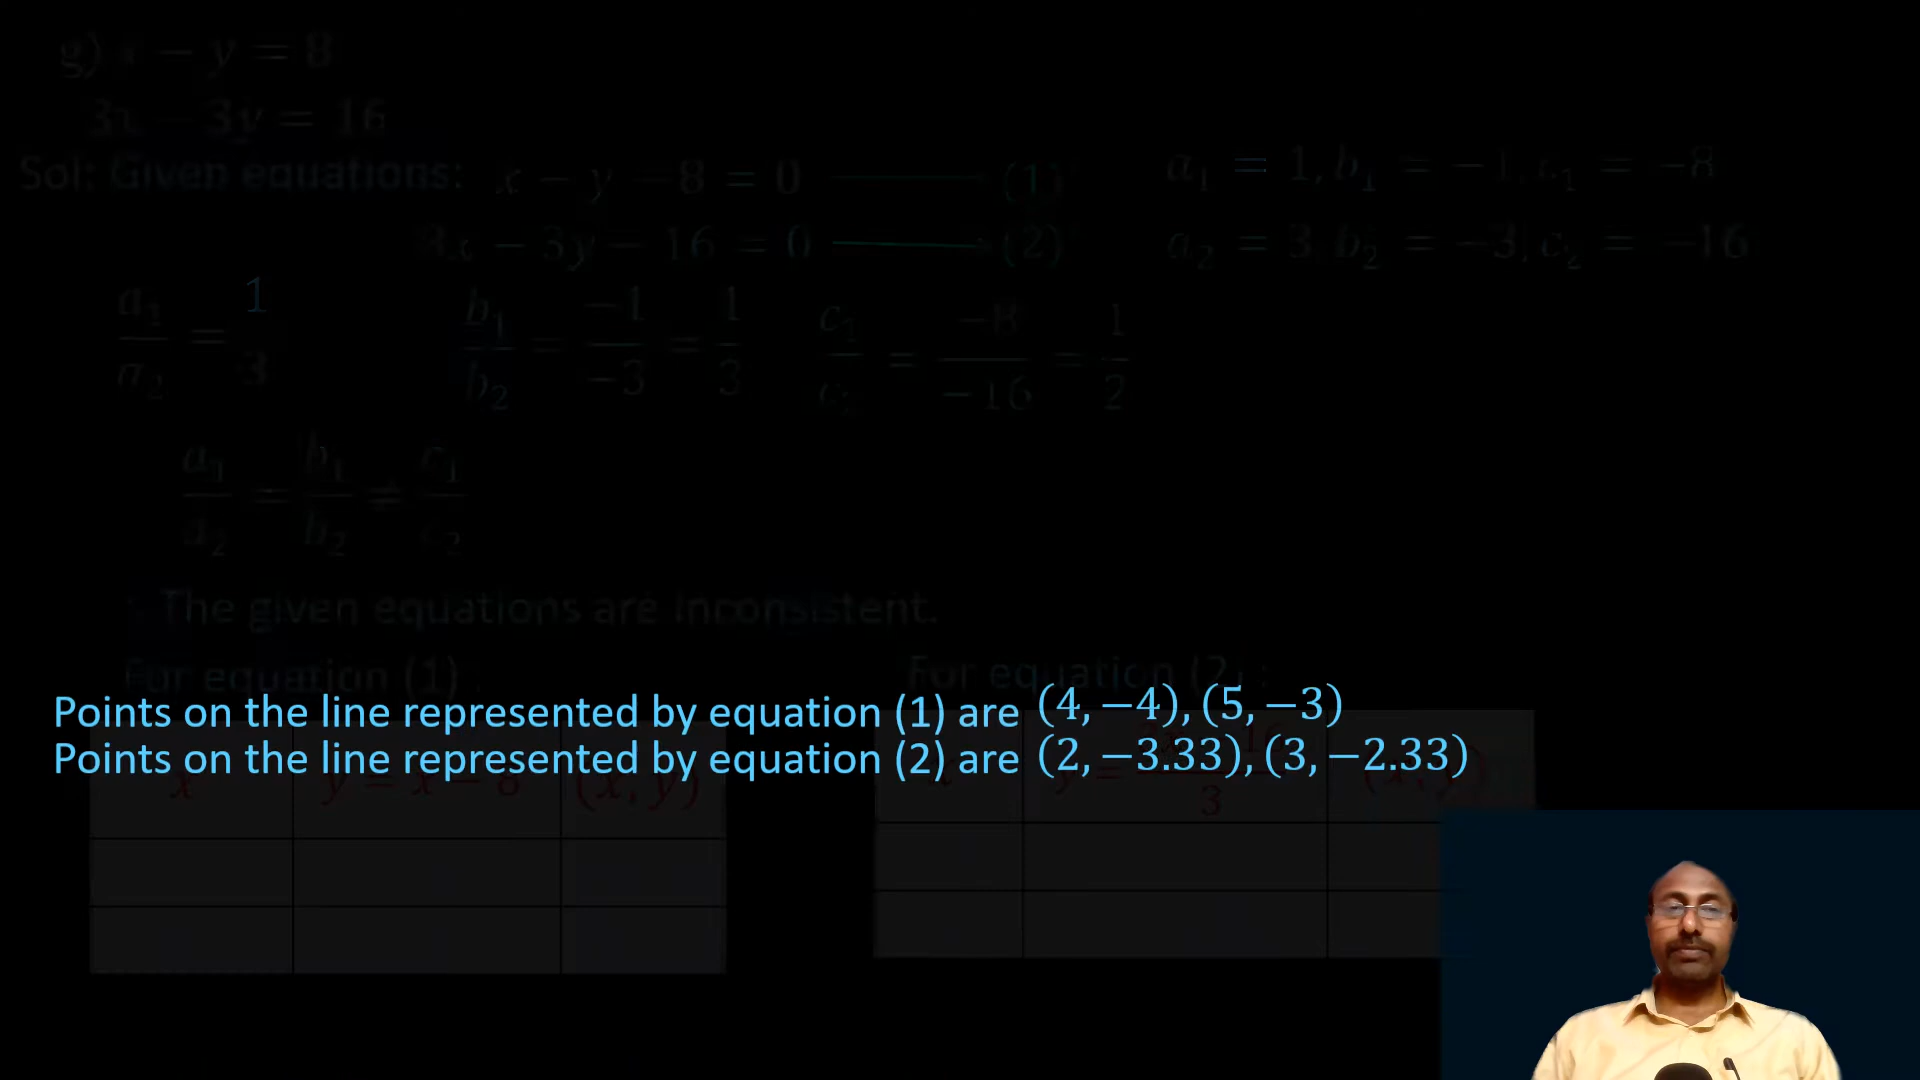 g) x − y = 8
3x − 3y = 16
Sol: Given equations: x − y − 8 = 0 (1) a₁ = 1, b₁ = −1, c₁ = −8
3x − 3y − 16 = 0 (2) a₂ = 3, b₂ = −3, c₂ = −16
a₁/a₂ = 1/3 b₁/b₂ = −1/−3 = 1/3 c₁/c₂ = −8/−16 = 1/2
a₁/a₂ = b₁/b₂ ≠ c₁/c₂
The given equations are inconsistent.
For equation (1) : For equation (2) :
Points on the line represented by equation (1) are (4, −4), (5, −3)
Points on the line represented by equation (2) are (2, −3.33), (3, −2.33)
x y = x − 8 (x, y)